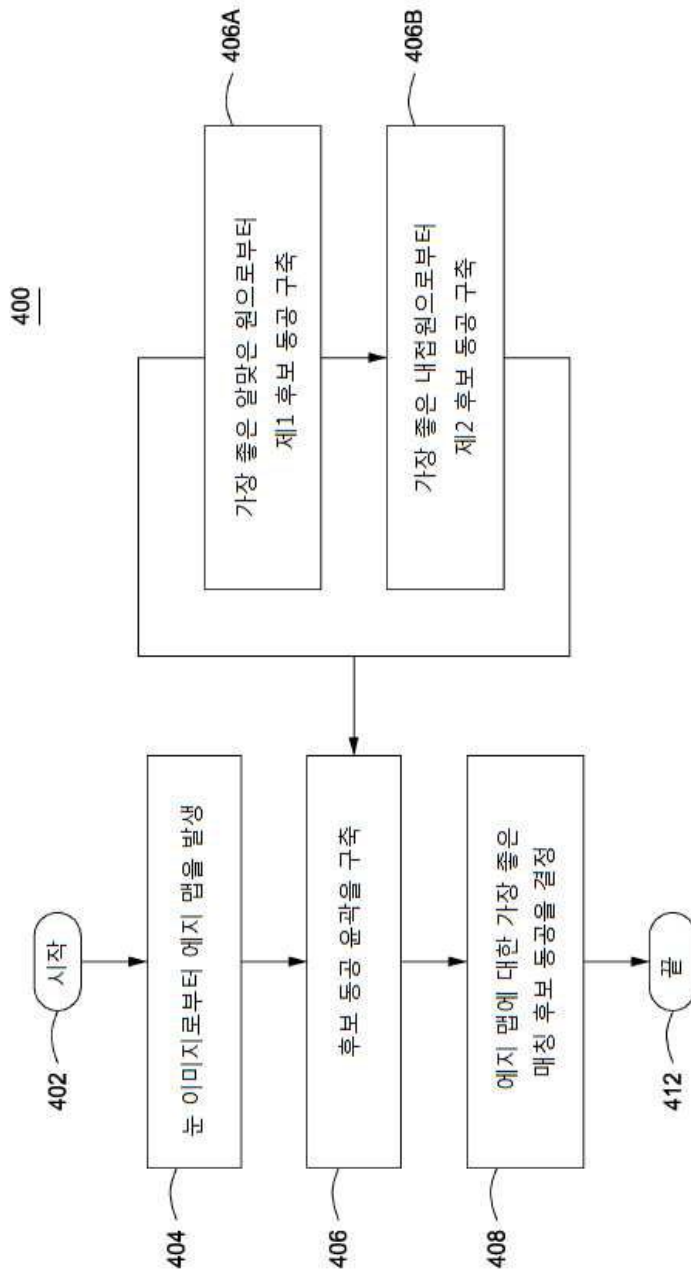 400
시작
402
눈 이미지로부터 에지 맵을 발생
404
후보 동공 윤곽을 구축
406
에지 맵에 대한 가장 좋은
매칭 후보 동공을 결정
408
끝
412
가장 좋은 알맞은 원으로부터
제1 후보 동공 구축
406A
가장 좋은 내접원으로부터
제2 후보 동공 구축
406B